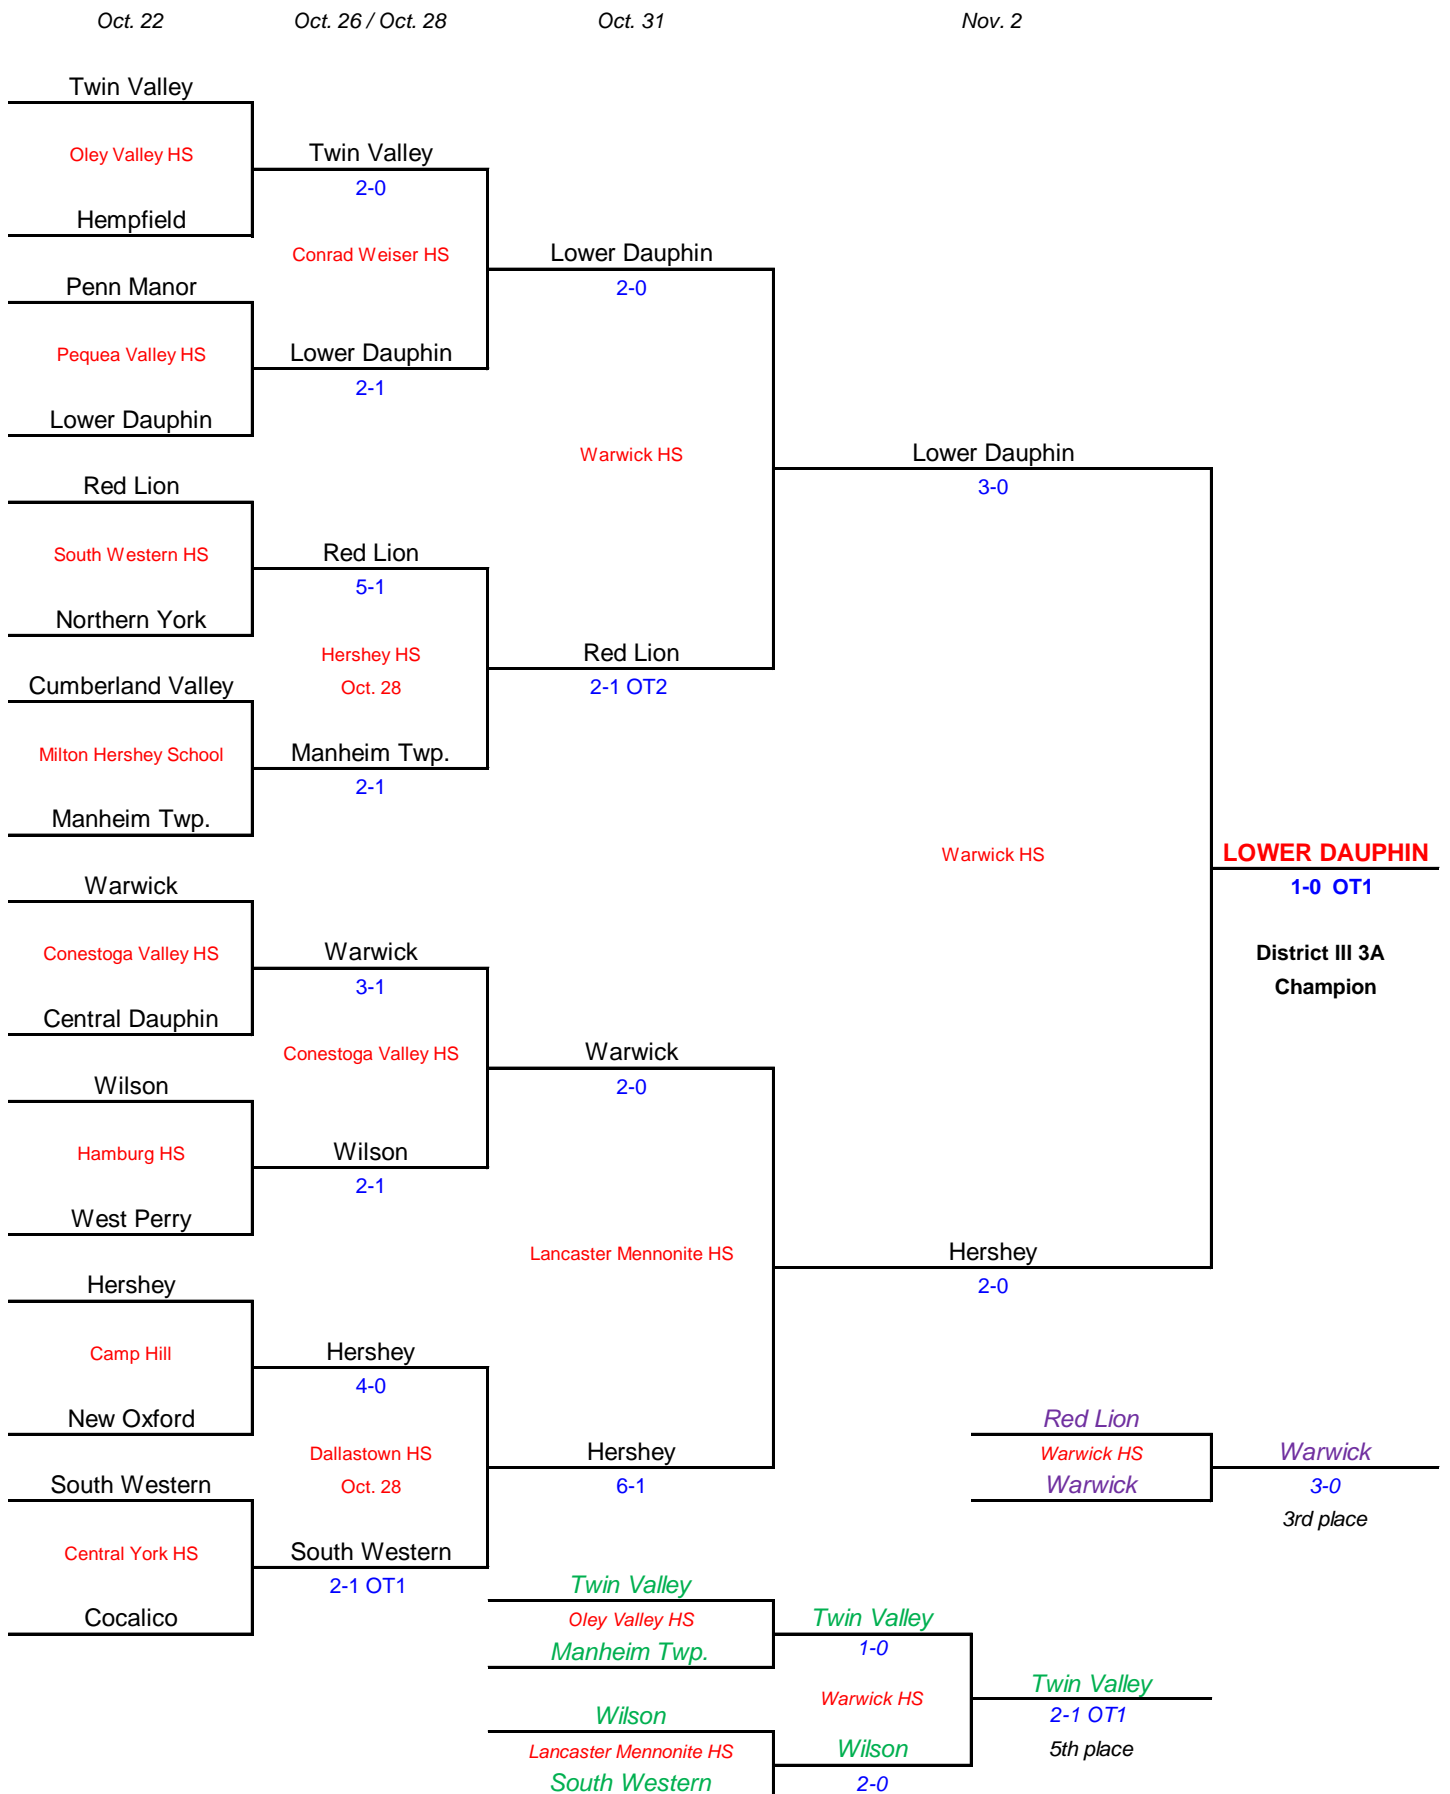 Oct. 22 Oct. 26 / Oct. 28 Oct. 31 Nov. 2
Twin Valley
Oley Valley HS Twin Valley
2-0
Hempfield
Conrad Weiser HS Lower Dauphin
Penn Manor 2-0
Pequea Valley HS Lower Dauphin
2-1
Lower Dauphin
Warwick HS Lower Dauphin
Red Lion 3-0
South Western HS Red Lion
5-1
Northern York
Hershey HS Red Lion
Cumberland Valley Oct. 28 2-1 OT2
Milton Hershey School Manheim Twp.
2-1
Manheim Twp.
Warwick HS LOWER DAUPHIN
Warwick 1-0 OT1
Conestoga Valley HS Warwick District III 3A
3-1 Champion
Central Dauphin
Conestoga Valley HS Warwick
Wilson 2-0
Hamburg HS Wilson
2-1
West Perry
Lancaster Mennonite HS Hershey
Hershey 2-0
Camp Hill Hershey
4-0
New Oxford Red Lion
Dallastown HS Hershey Warwick HS Warwick
South Western Oct. 28 6-1 Warwick 3-0
3rd place
Central York HS South Western
2-1 OT1 Twin Valley
Cocalico Oley Valley HS Twin Valley
Manheim Twp. 1-0
Warwick HS Twin Valley
Wilson 2-1 OT1
Lancaster Mennonite HS Wilson 5th place
South Western 2-0